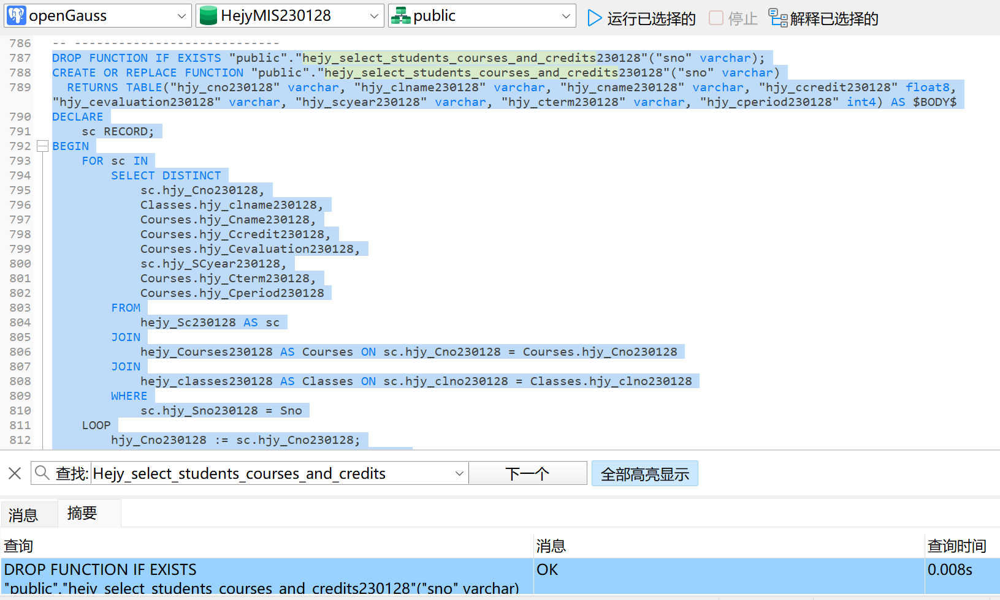 openGauss HejyMIS230128 public 运行已选择的 停止 解释已选择的
786 -- ----------------------------
787 DROP FUNCTION IF EXISTS "public"."hejy_select_students_courses_and_credits230128"("sno" varchar);
788 CREATE OR REPLACE FUNCTION "public"."hejy_select_students_courses_and_credits230128"("sno" varchar)
789 RETURNS TABLE("hjy_cno230128" varchar, "hjy_clname230128" varchar, "hjy_cname230128" varchar, "hjy_ccredit230128" float8,
"hjy_cevaluation230128" varchar, "hjy_scyear230128" varchar, "hjy_cterm230128" varchar, "hjy_cperiod230128" int4) AS $BODY$
790 DECLARE
791 sc RECORD;
792 BEGIN
793 FOR sc IN
794 SELECT DISTINCT
795 sc.hjy_Cno230128,
796 Classes.hjy_clname230128,
797 Courses.hjy_Cname230128,
798 Courses.hjy_Ccredit230128,
799 Courses.hjy_Cevaluation230128,
800 sc.hjy_SCyear230128,
801 Courses.hjy_Cterm230128,
802 Courses.hjy_Cperiod230128
803 FROM
804 hejy_Sc230128 AS sc
805 JOIN
806 hejy_Courses230128 AS Courses ON sc.hjy_Cno230128 = Courses.hjy_Cno230128
807 JOIN
808 hejy_classes230128 AS Classes ON sc.hjy_clno230128 = Classes.hjy_clno230128
809 WHERE
810 sc.hjy_Sno230128 = Sno
811 LOOP
812 hjy_Cno230128 := sc.hjy_Cno230128;
查找: Hejy_select_students_courses_and_credits 下一个 全部高亮显示
消息 摘要
查询 消息 查询时间
DROP FUNCTION IF EXISTS OK 0.008s
"public"."hejy_select_students_courses_and_credits230128"("sno" varchar)